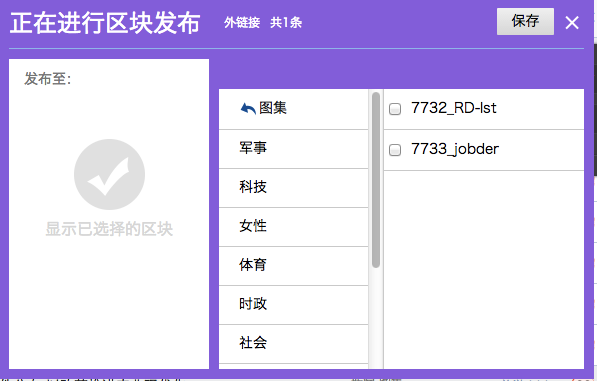 正在进行区块发布
外链接 共1条
保存
发布至：
显示已选择的区块
图集
军事
科技
女性
体育
时政
社会
7732_RD-lst
7733_jobder